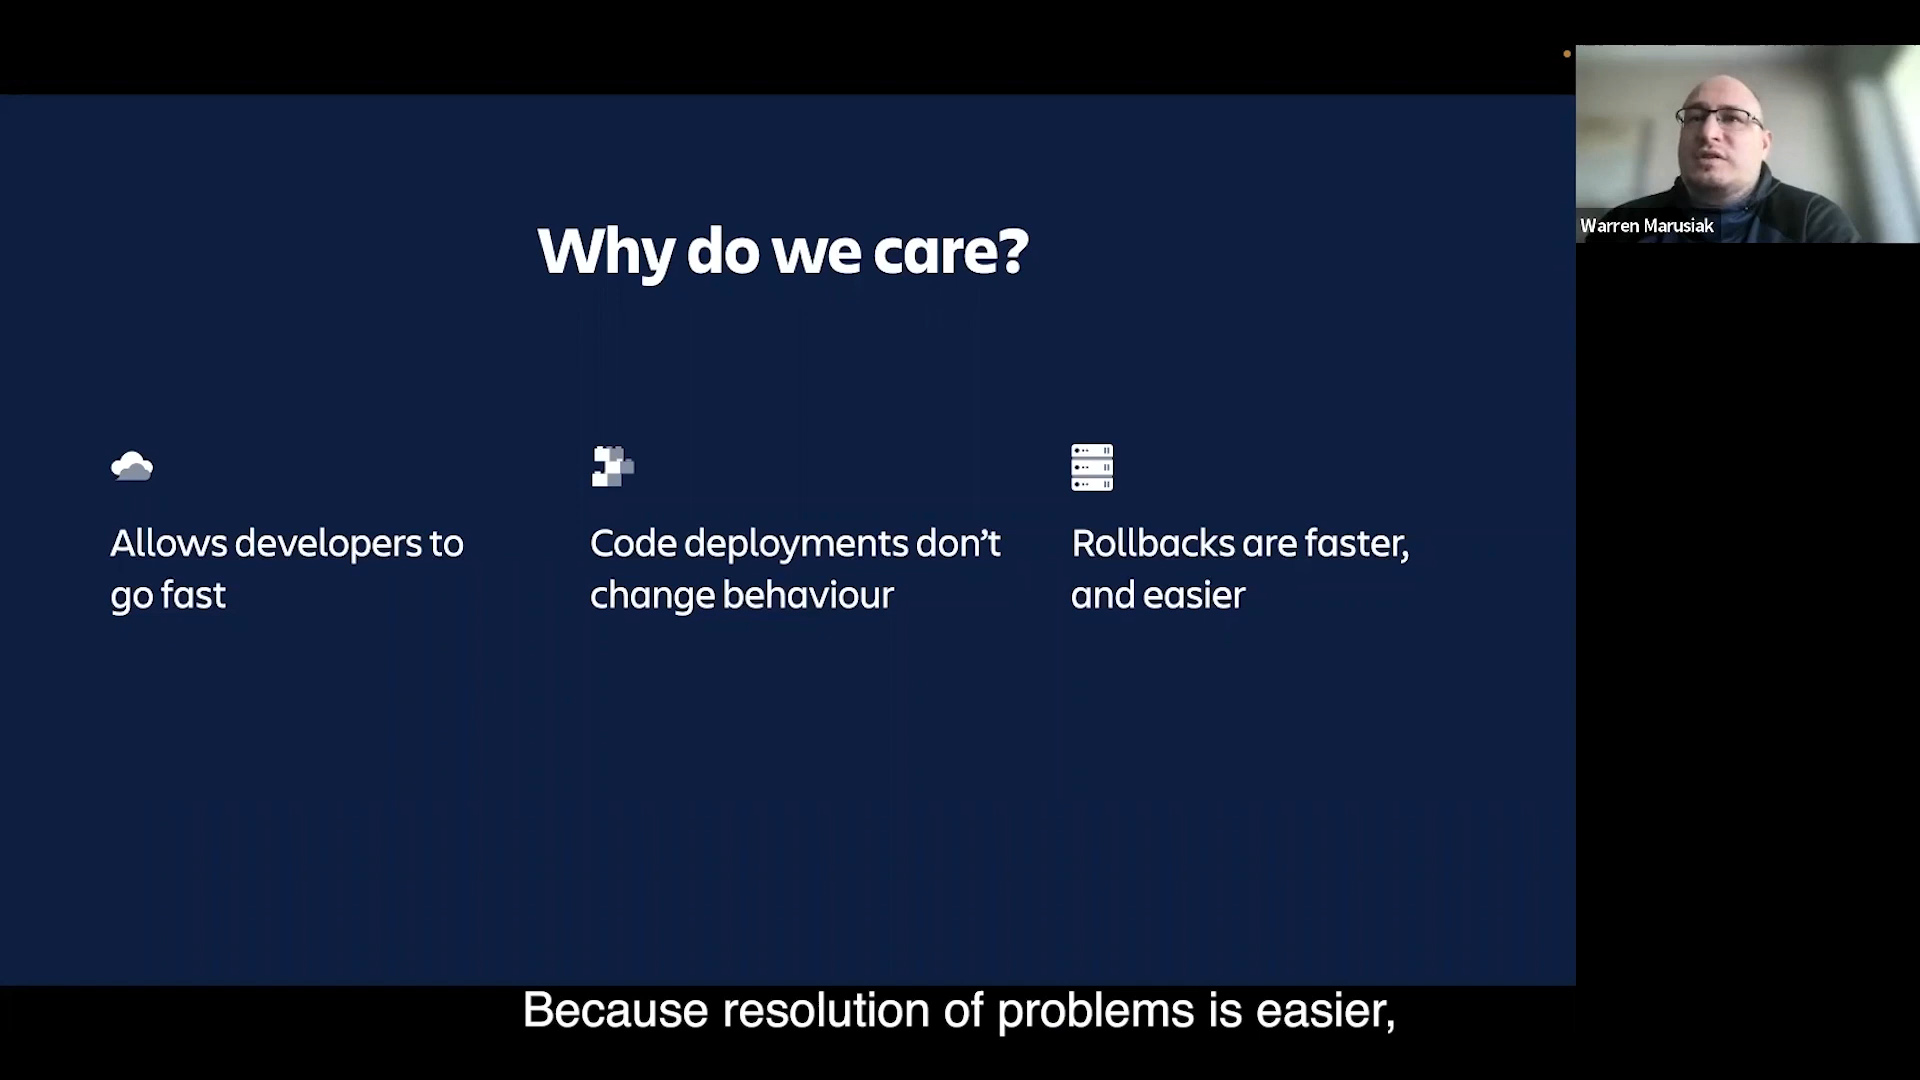 Warren Marusiak
Why do we care?
Allows developers to
go fast
Code deployments don't
change behaviour
Rollbacks are faster,
and easier
Because resolution of problems is easier,